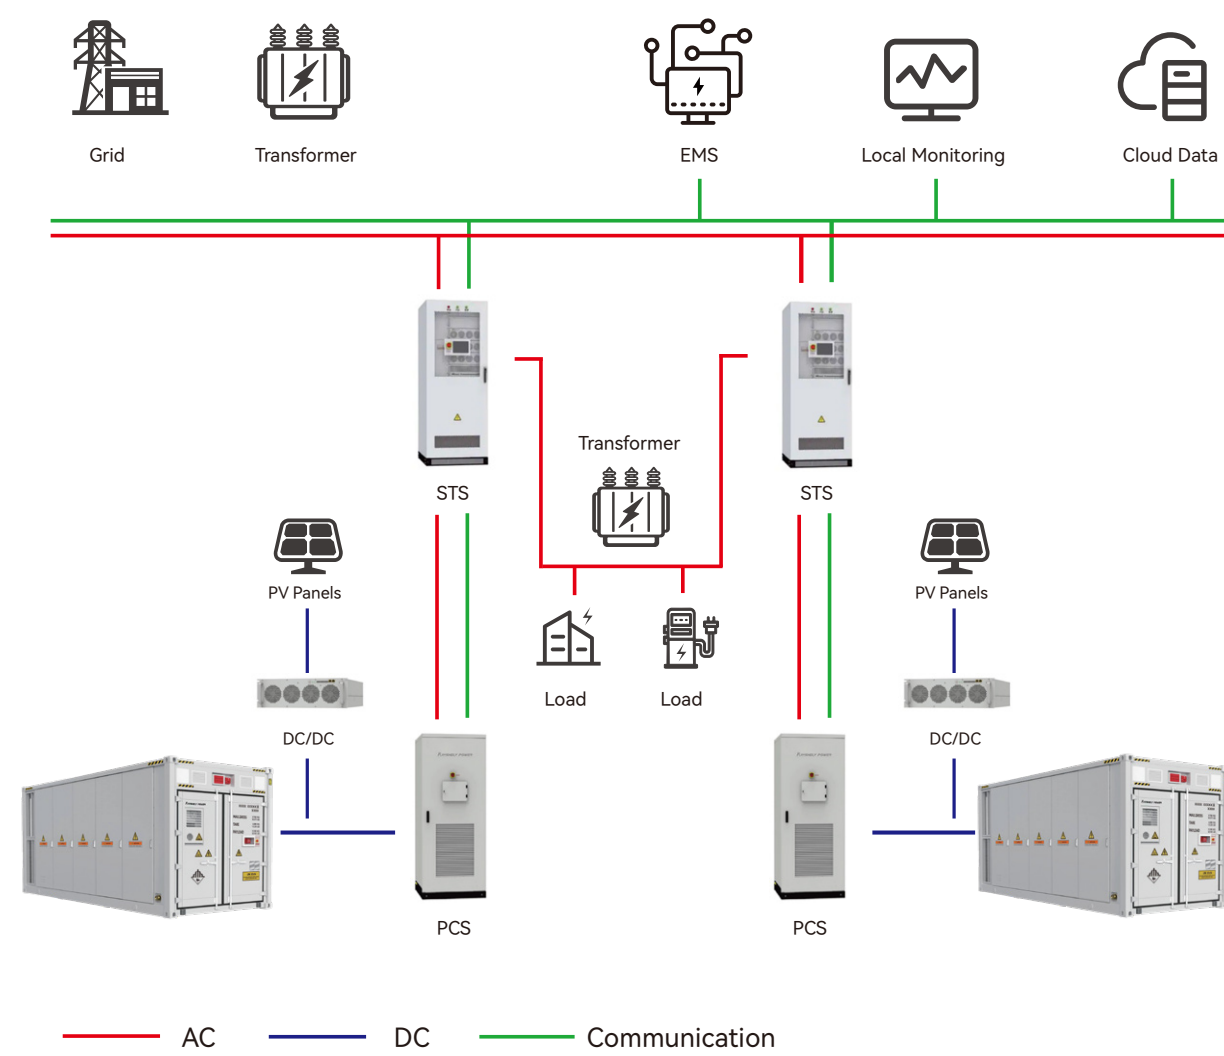 Grid
Transformer
EMS
Local Monitoring
Cloud Data
Transformer
STS
STS
PV Panels
PV Panels
Load
Load
DC/DC
DC/DC
PCS
PCS
AC
DC
Communication